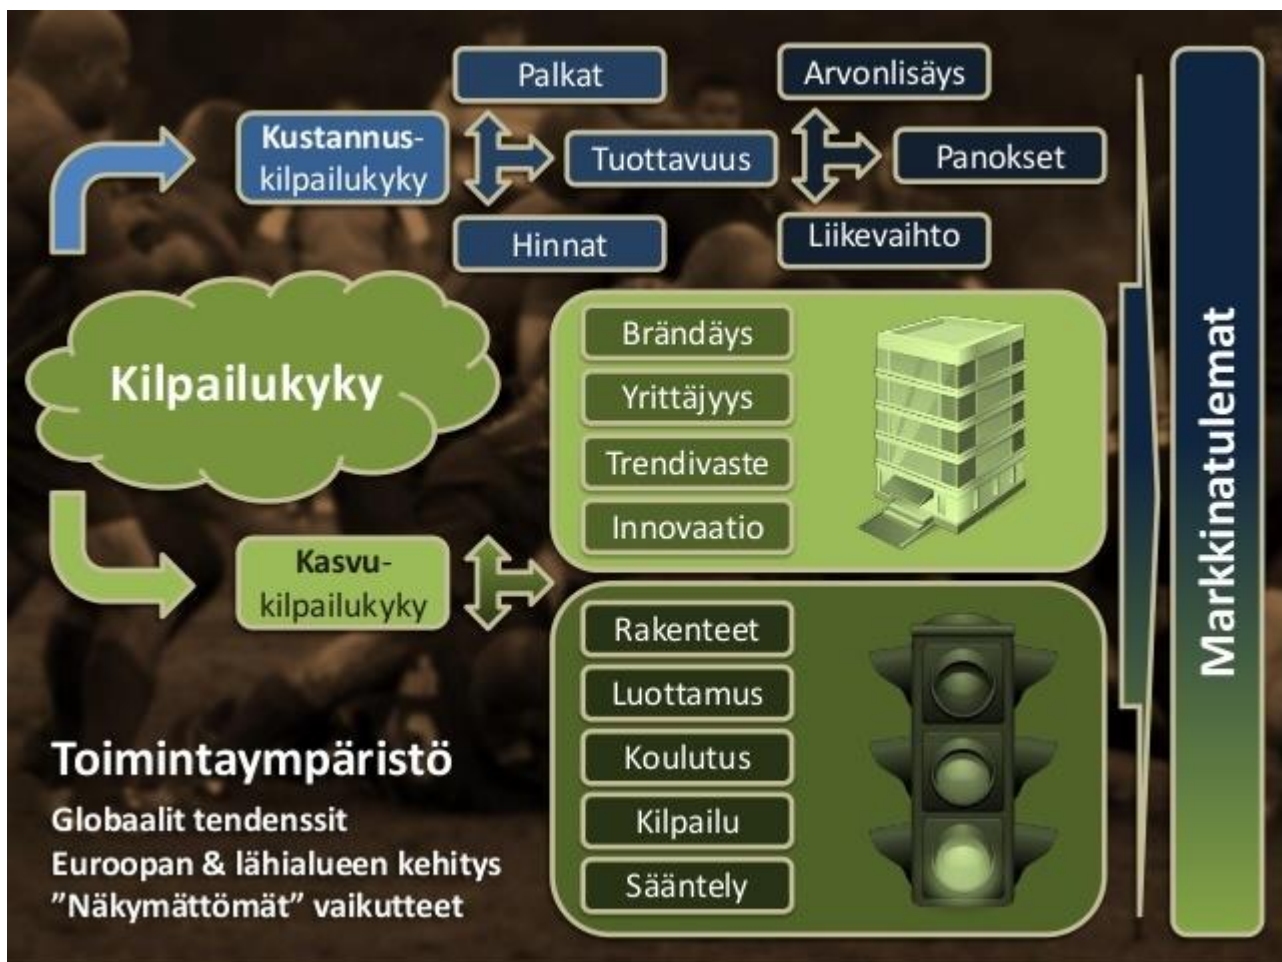 Palkat
Arvonlisäys
Kustannus-
kilpailukyky
Tuottavuus
Panokset
Hinnat
Liikevaihto
Kilpailukyky
Brändäys
Yrittäjyys
Trendivaste
Innovaatio
Kasvu-
kilpailukyky
Rakenteet
Luottamus
Koulutus
Kilpailu
Sääntely
Toimintaympäristö
Globaalit tendenssit
Euroopan & lähialueen kehitys
”Näkymättömät” vaikutteet
Markkinatulemat